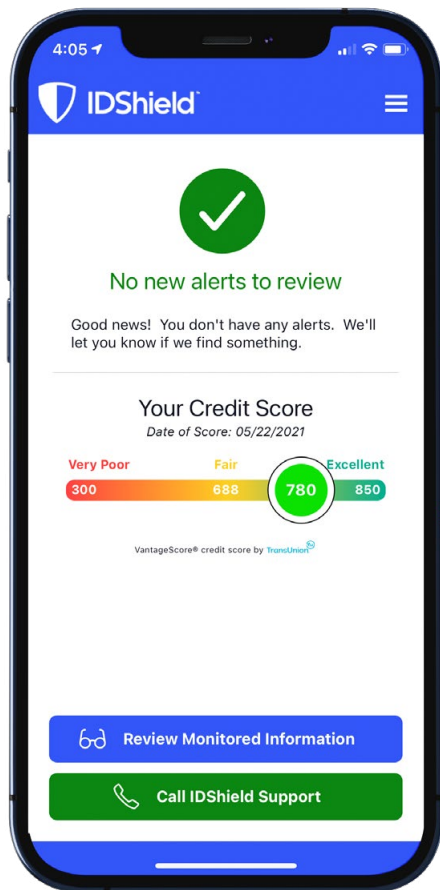 4:05
IDShield
No new alerts to review
Good news!  You don't have any alerts.  We'll
let you know if we find something.
Your Credit Score
Date of Score: 05/22/2021
Very Poor Fair Excellent
300 688 780 850
VantageScore® credit score by TransUnion
Review Monitored Information
Call IDShield Support